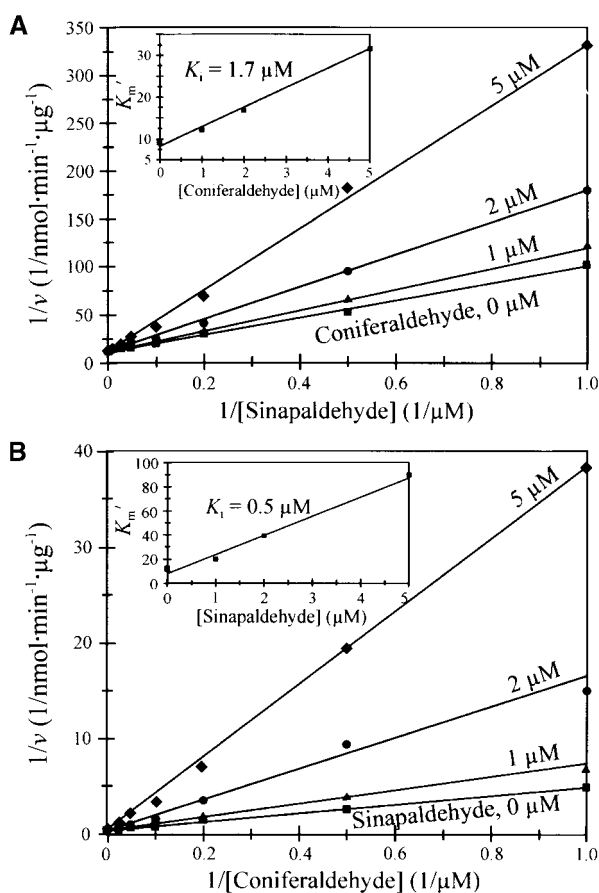 A
350
300
250
200
150
100
50
0
1/v (1/nmol·min⁻¹·µg⁻¹)
35
30
20
10
5
Km′
Ki = 1.7 µM
0 1 2 3 4 5
[Coniferaldehyde] (µM)
5 µM
2 µM
1 µM
Coniferaldehyde, 0 µM
0 0.2 0.4 0.6 0.8 1.0
1/[Sinapaldehyde] (1/µM)
B
40
30
20
10
0
1/v (1/nmol·min⁻¹·µg⁻¹)
100
80
60
40
20
0
Km′
Ki = 0.5 µM
0 1 2 3 4 5
[Sinapaldehyde] (µM)
5 µM
2 µM
1 µM
Sinapaldehyde, 0 µM
0 0.2 0.4 0.6 0.8 1.0
1/[Coniferaldehyde] (1/µM)